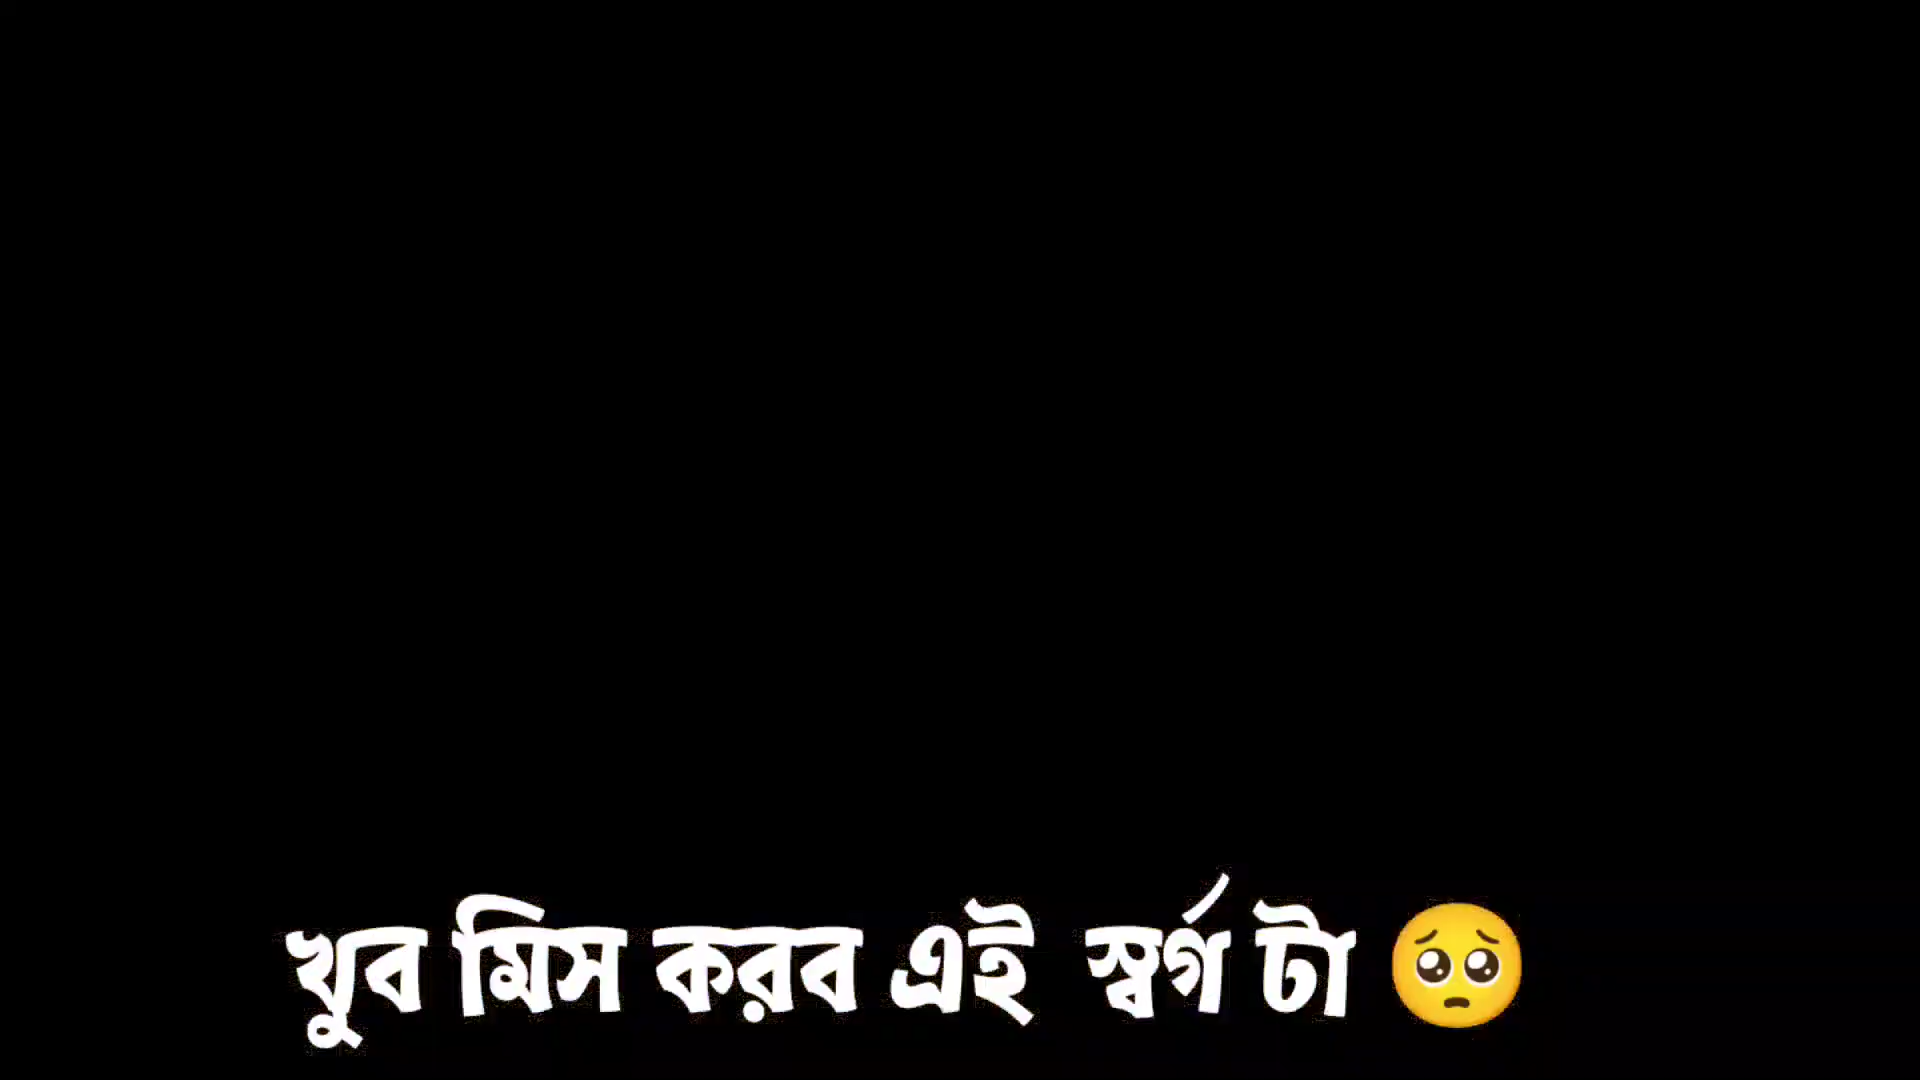 খুব মিস করব এই স্বর্গ টা 🥺